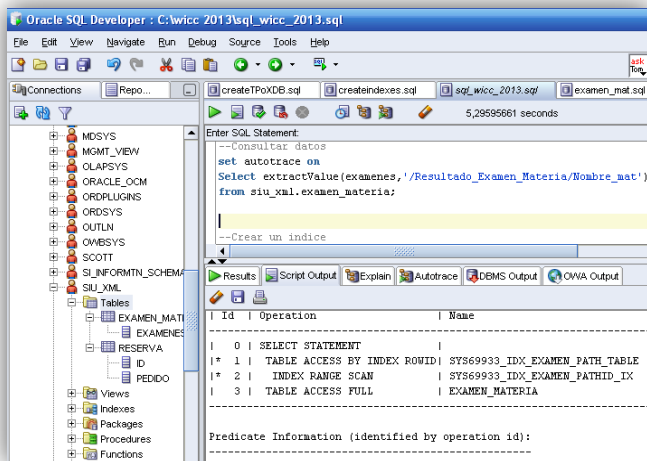 Oracle SQL Developer : C:\wicc 2013\sql_wicc_2013.sql
File Edit View Navigate Run Debug Source Tools Help
ask
Tom
Connections Repo...
createTPoXDB.sql createindexes.sql sql_wicc_2013.sql examen_mat.sql
5,29595661 seconds
MDSYS
MGMT_VIEW
OLAPSYS
ORACLE_OCM
ORDPLUGINS
ORDSYS
OUTLN
OWBSYS
SCOTT
SI_INFORMTN_SCHEMA
SIU_XML
Tables
EXAMEN_MATI
EXAMENES
RESERVA
ID
PEDIDO
Views
Indexes
Packages
Procedures
Functions
Enter SQL Statement:
--Consultar datos
set autotrace on
Select extractValue(examenes,'/Resultado_Examen_Materia/Nombre_mat')
from siu_xml.examen_materia;
--Crear un indice
Results Script Output Explain Autotrace DBMS Output OWA Output
| Id | Operation | Name
------------------------------------------------------------------------
| 0 | SELECT STATEMENT |
|* 1 | TABLE ACCESS BY INDEX ROWID| SYS69933_IDX_EXAMEN_PATH_TABLE
|* 2 | INDEX RANGE SCAN | SYS69933_IDX_EXAMEN_PATHID_IX
| 3 | TABLE ACCESS FULL | EXAMEN_MATERIA
------------------------------------------------------------------------
Predicate Information (identified by operation id):
---------------------------------------------------